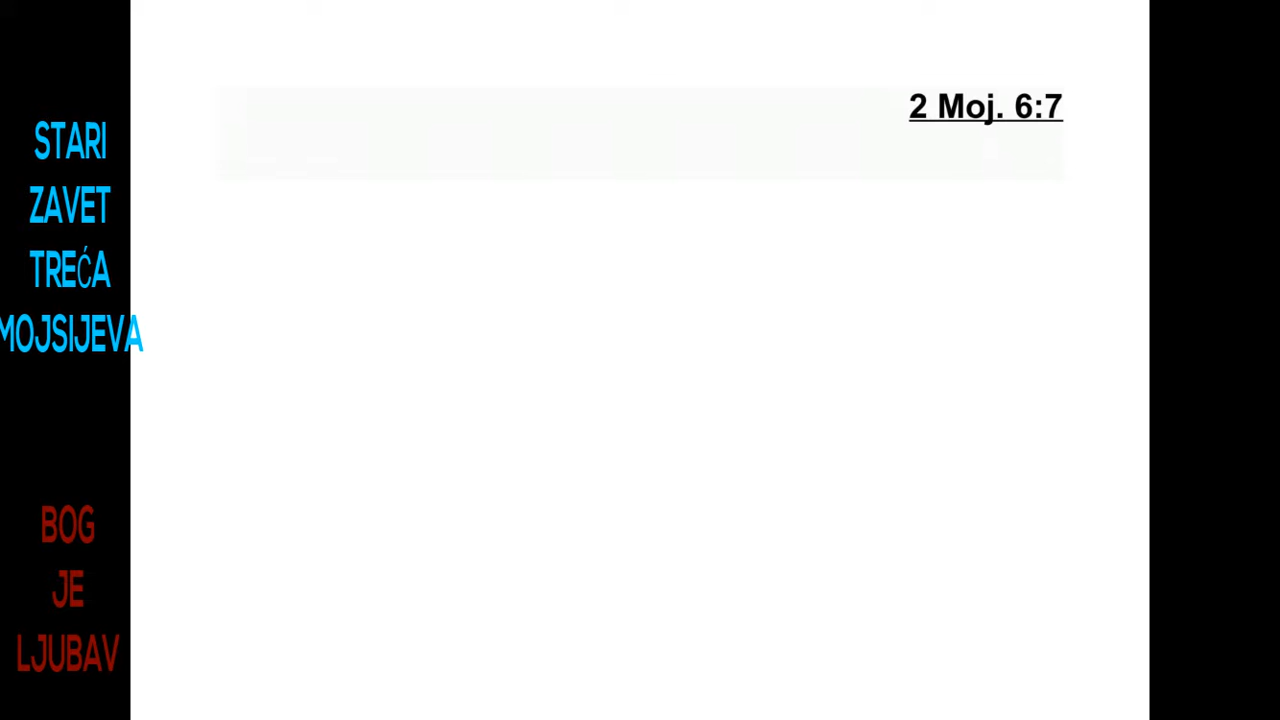 STARI
ZAVET
TREĆA
MOJSIJEVA
BOG
JE
LJUBAV
2 Moj. 6:7